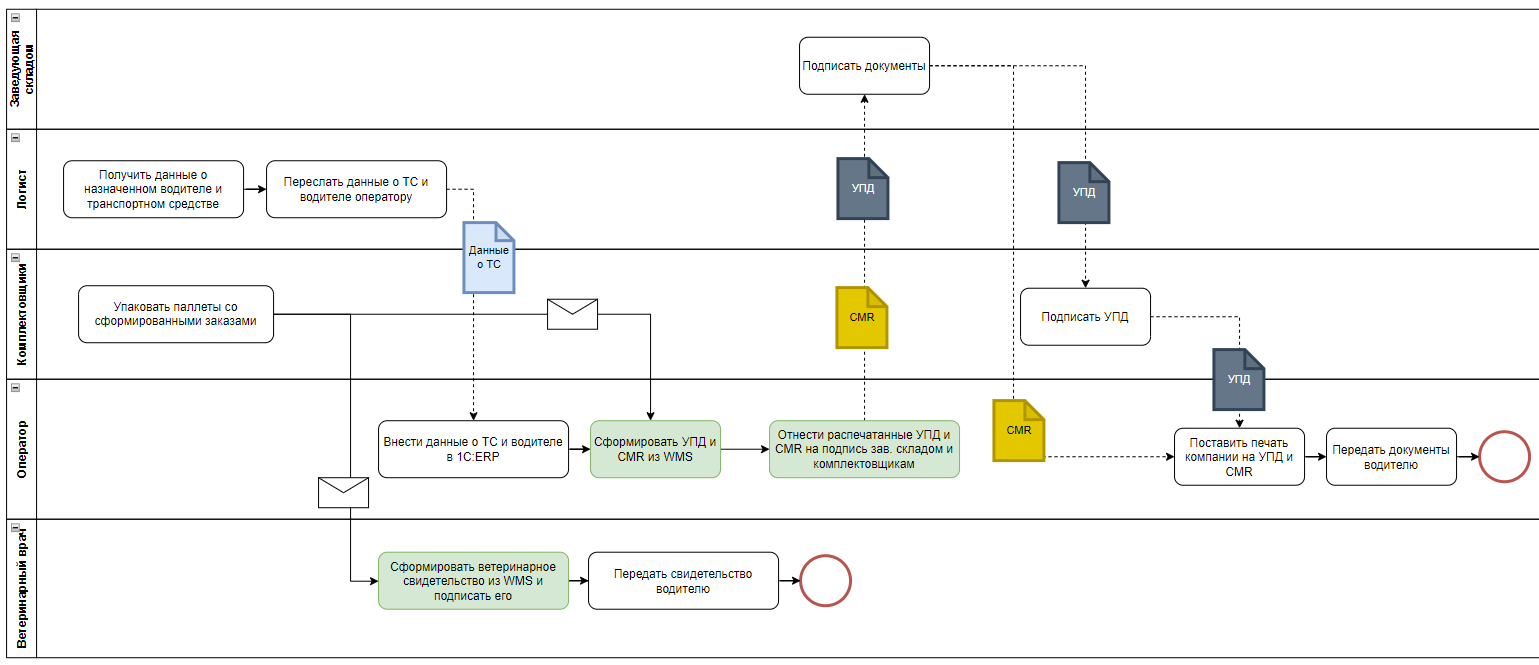 Заведующая
складом
Подписать документы
Логист
Получить данные о
назначенном водителе и
транспортном средстве
Переслать данные о ТС и
водителе оператору
УПД
УПД
Данные
о ТС
Комплектовщики
Упаковать паллеты со
сформированными заказами
CMR
Подписать УПД
УПД
Оператор
Внести данные о ТС и водителе
в 1С:ERP
Сформировать УПД и
CMR из WMS
Отнести распечатанные УПД и
CMR на подпись зав. складом и
комплектовщикам
CMR
Поставить печать
компании на УПД и
CMR
Передать документы
водителю
Ветеринарный врач
Сформировать ветеринарное
свидетельство из WMS и
подписать его
Передать свидетельство
водителю